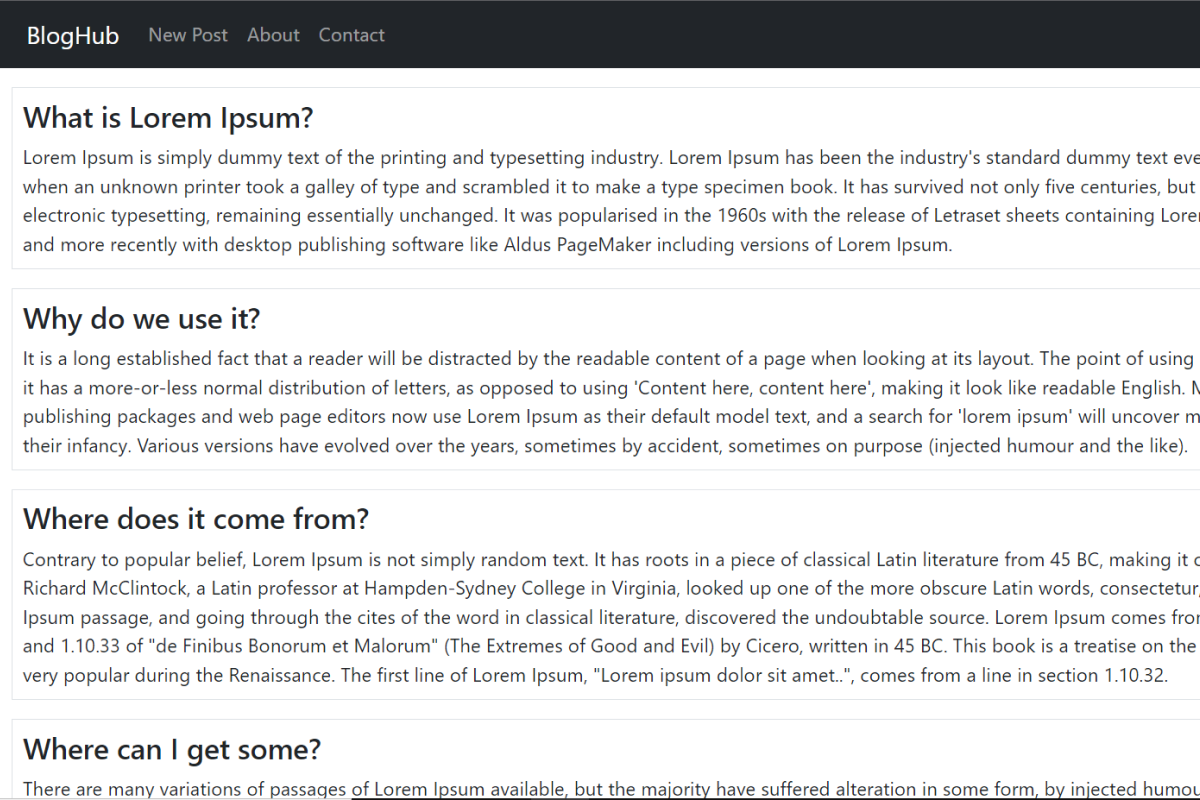 BlogHub New Post About Contact
What is Lorem Ipsum?
Lorem Ipsum is simply dummy text of the printing and typesetting industry. Lorem Ipsum has been the industry's standard dummy text eve
when an unknown printer took a galley of type and scrambled it to make a type specimen book. It has survived not only five centuries, but
electronic typesetting, remaining essentially unchanged. It was popularised in the 1960s with the release of Letraset sheets containing Lore
and more recently with desktop publishing software like Aldus PageMaker including versions of Lorem Ipsum.
Why do we use it?
It is a long established fact that a reader will be distracted by the readable content of a page when looking at its layout. The point of using
it has a more-or-less normal distribution of letters, as opposed to using 'Content here, content here', making it look like readable English. M
publishing packages and web page editors now use Lorem Ipsum as their default model text, and a search for 'lorem ipsum' will uncover m
their infancy. Various versions have evolved over the years, sometimes by accident, sometimes on purpose (injected humour and the like).
Where does it come from?
Contrary to popular belief, Lorem Ipsum is not simply random text. It has roots in a piece of classical Latin literature from 45 BC, making it o
Richard McClintock, a Latin professor at Hampden-Sydney College in Virginia, looked up one of the more obscure Latin words, consectetur,
Ipsum passage, and going through the cites of the word in classical literature, discovered the undoubtable source. Lorem Ipsum comes from
and 1.10.33 of "de Finibus Bonorum et Malorum" (The Extremes of Good and Evil) by Cicero, written in 45 BC. This book is a treatise on the
very popular during the Renaissance. The first line of Lorem Ipsum, "Lorem ipsum dolor sit amet..", comes from a line in section 1.10.32.
Where can I get some?
There are many variations of passages of Lorem Ipsum available, but the majority have suffered alteration in some form, by injected humou